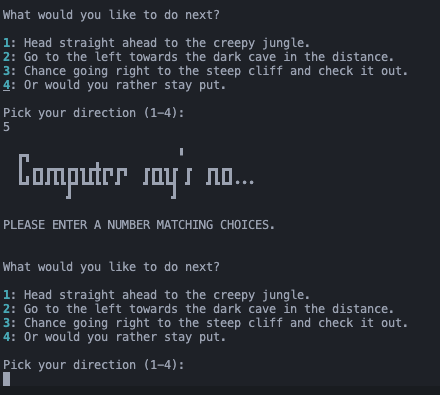 What would you like to do next?
1: Head straight ahead to the creepy jungle.
2: Go to the left towards the dark cave in the distance.
3: Chance going right to the steep cliff and check it out.
4: Or would you rather stay put.
Pick your direction (1-4):
5
Computer say's no...
PLEASE ENTER A NUMBER MATCHING CHOICES.
What would you like to do next?
1: Head straight ahead to the creepy jungle.
2: Go to the left towards the dark cave in the distance.
3: Chance going right to the steep cliff and check it out.
4: Or would you rather stay put.
Pick your direction (1-4):